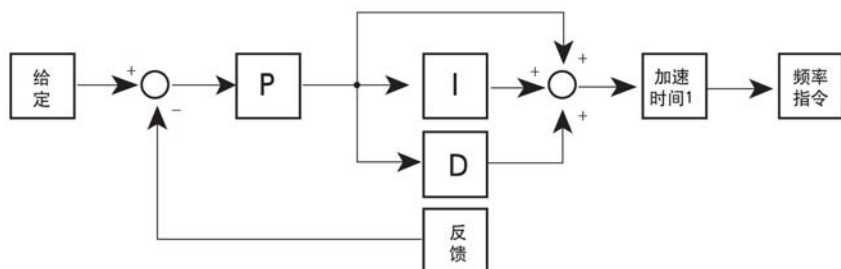 给
定
+
−
P
I
D
+
+
+
加速
时间1
频率
指令
反
馈